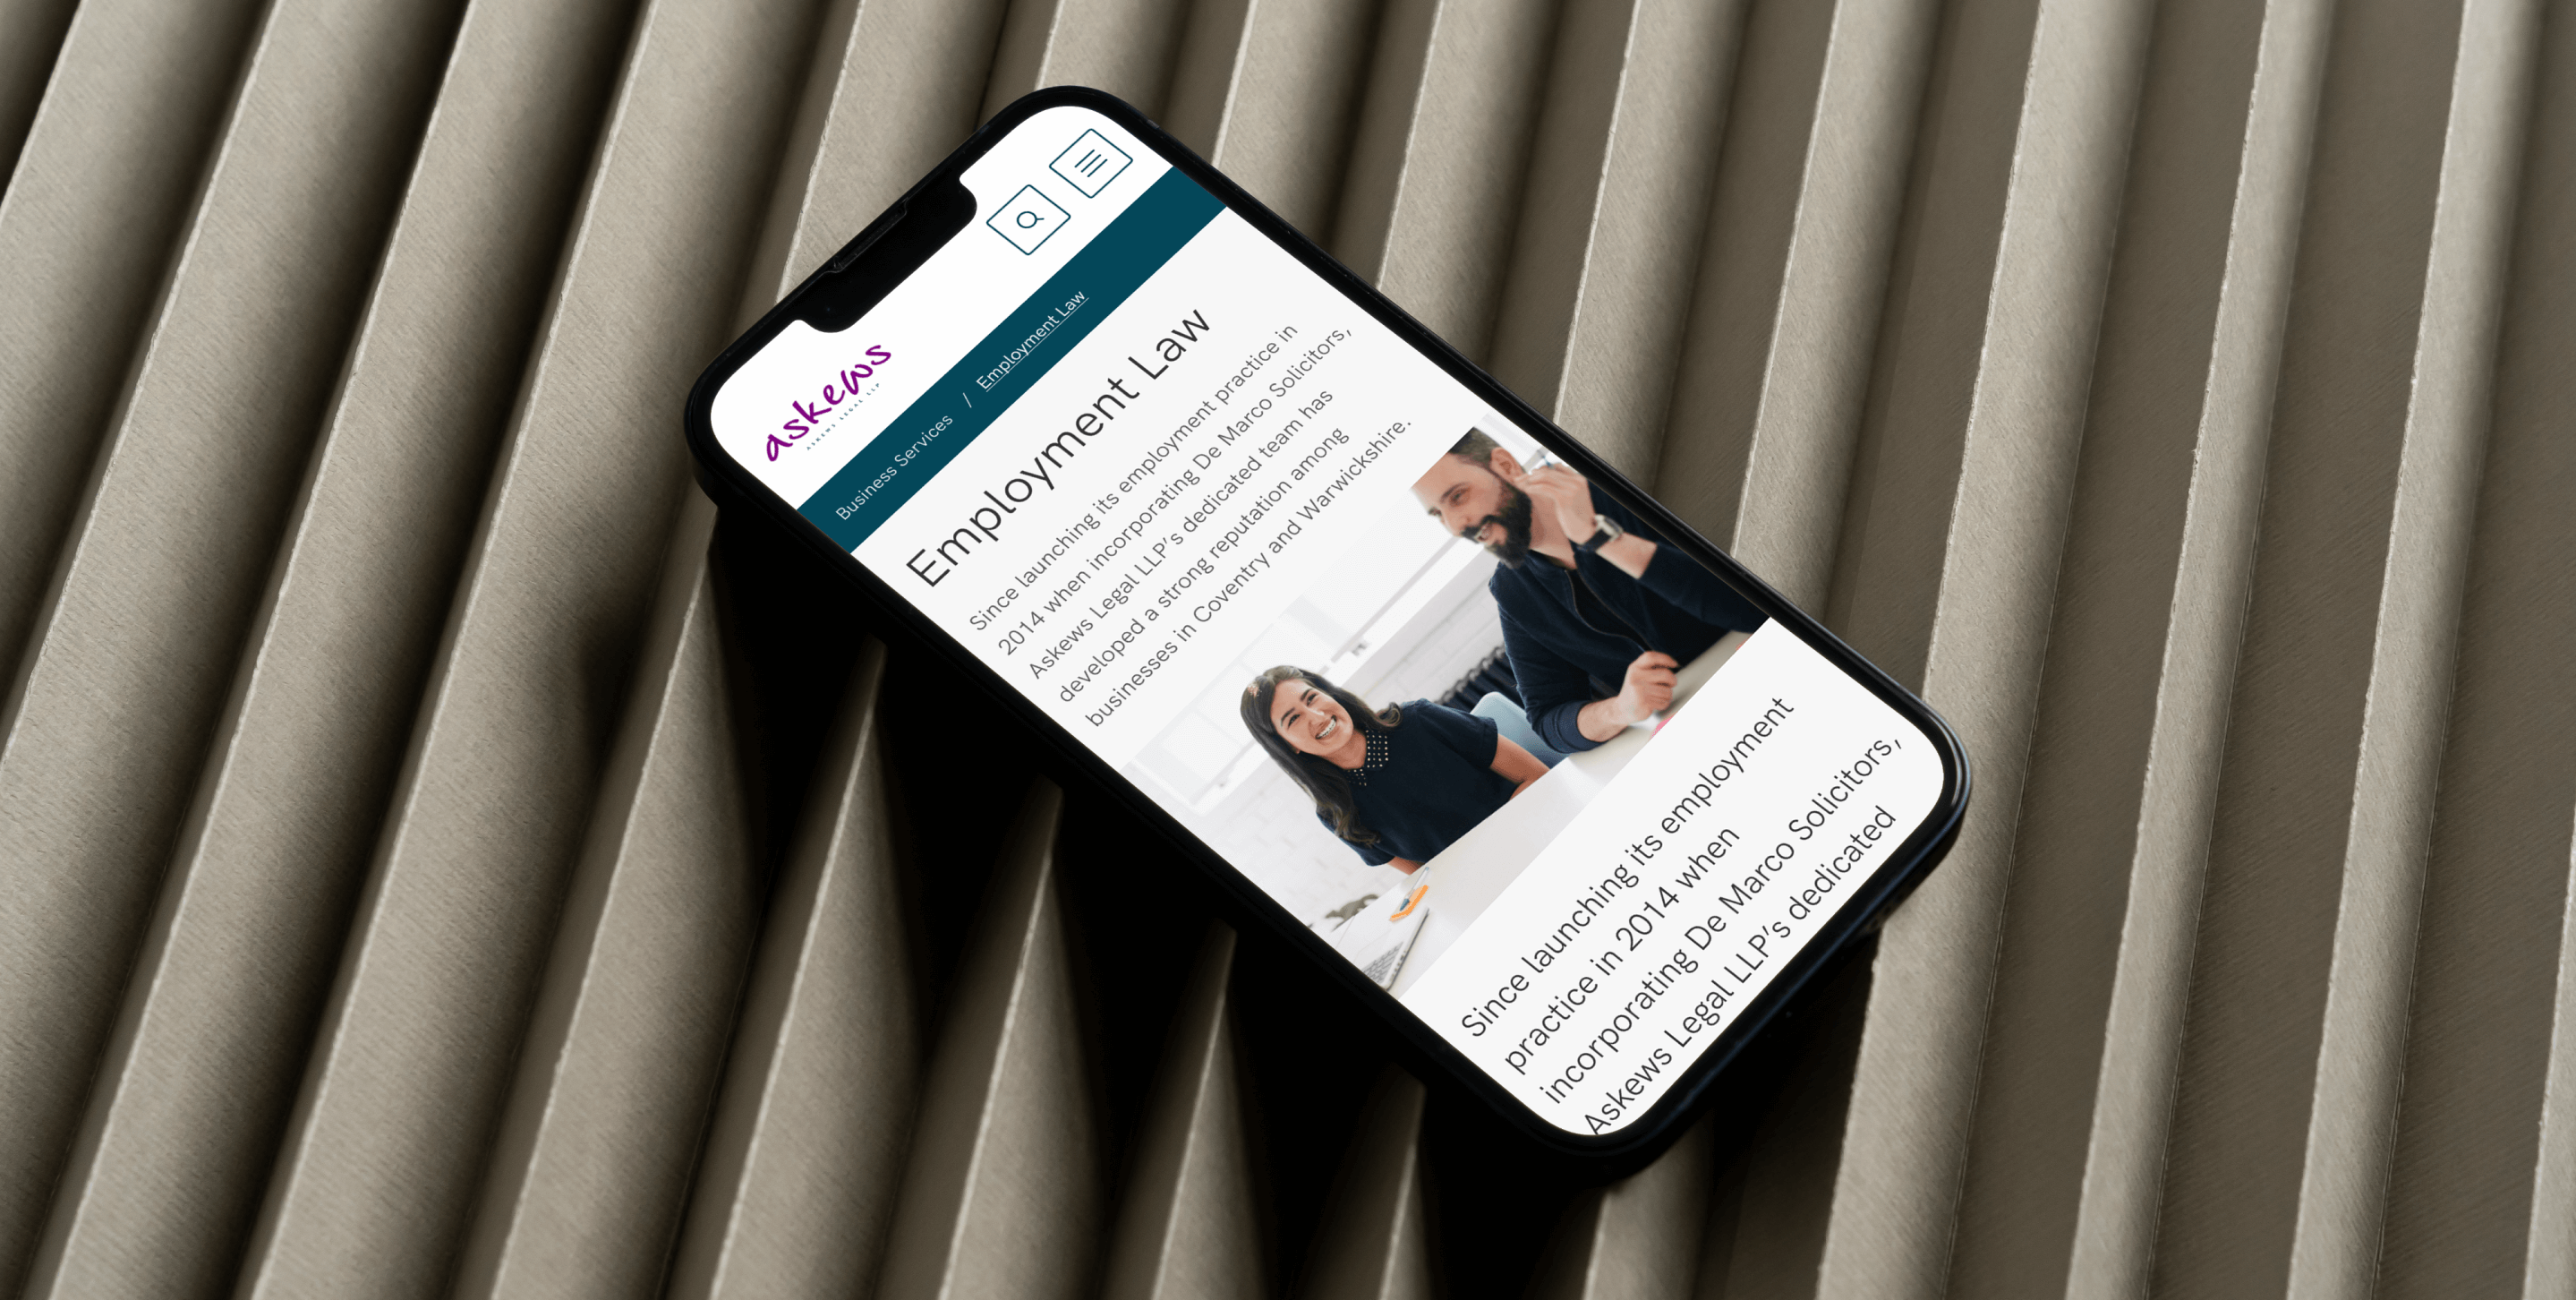 askews
ASKEWS LEGAL LLP
Business Services / Employment Law
Employment Law
Since launching its employment practice in
2014 when incorporating De Marco Solicitors,
Askews Legal LLP's dedicated team has
developed a strong reputation among
businesses in Coventry and Warwickshire.
Since launching its employment
practice in 2014 when
incorporating De Marco Solicitors,
Askews Legal LLP's dedicated